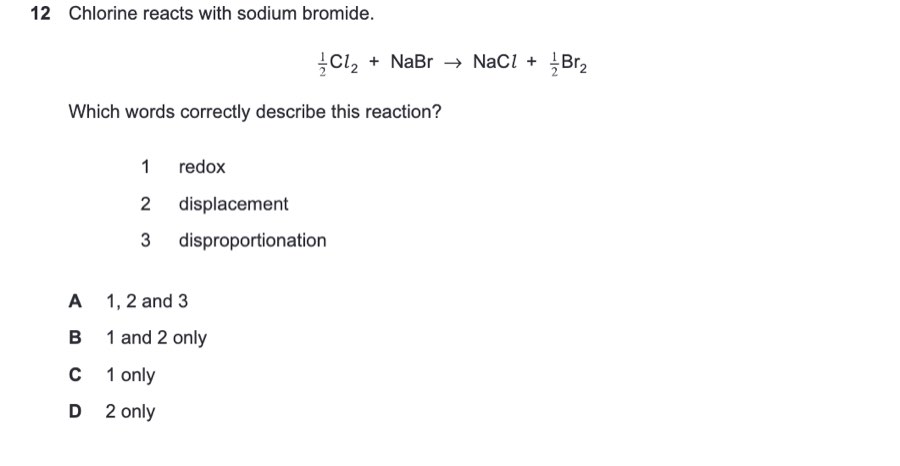 12 Chlorine reacts with sodium bromide.
½Cl₂ + NaBr → NaCl + ½Br₂
Which words correctly describe this reaction?
1 redox
2 displacement
3 disproportionation
A 1, 2 and 3
B 1 and 2 only
C 1 only
D 2 only